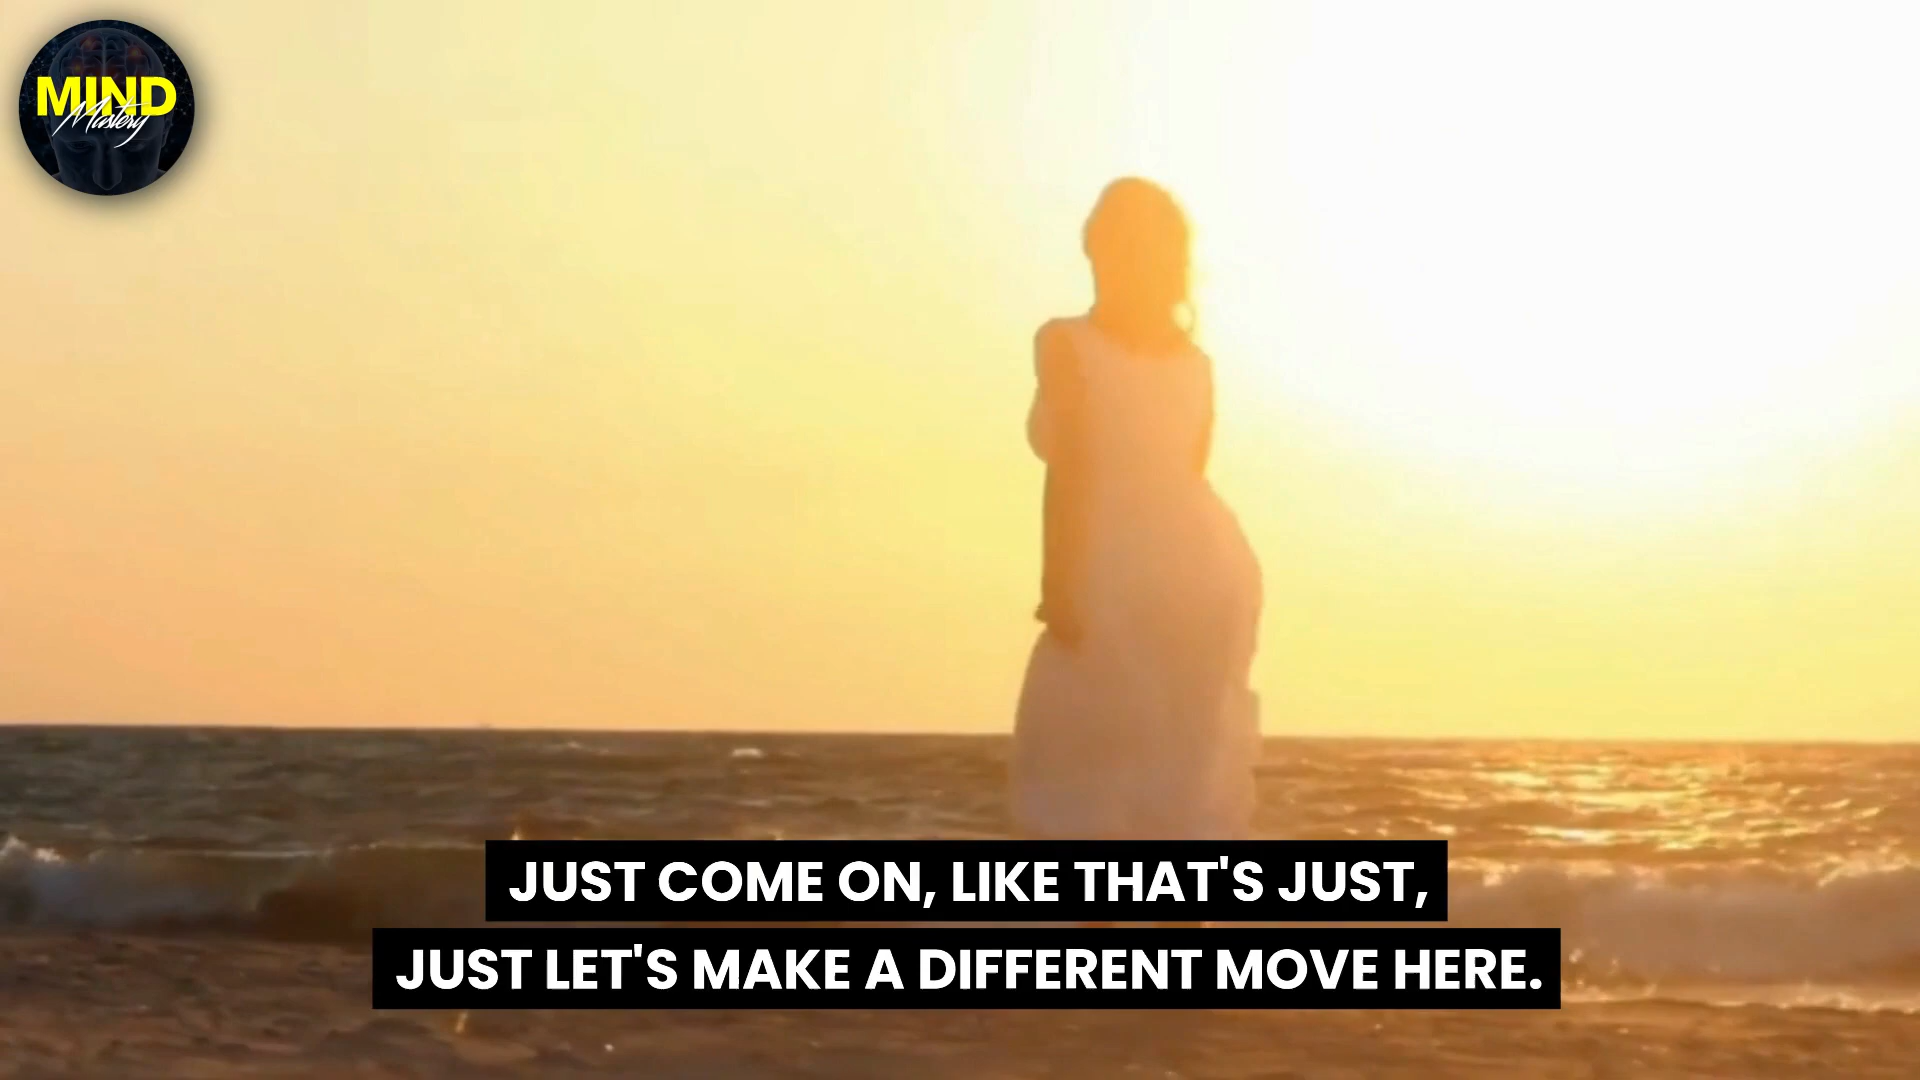 MIND
Mastery
JUST COME ON, LIKE THAT'S JUST,
JUST LET'S MAKE A DIFFERENT MOVE HERE.